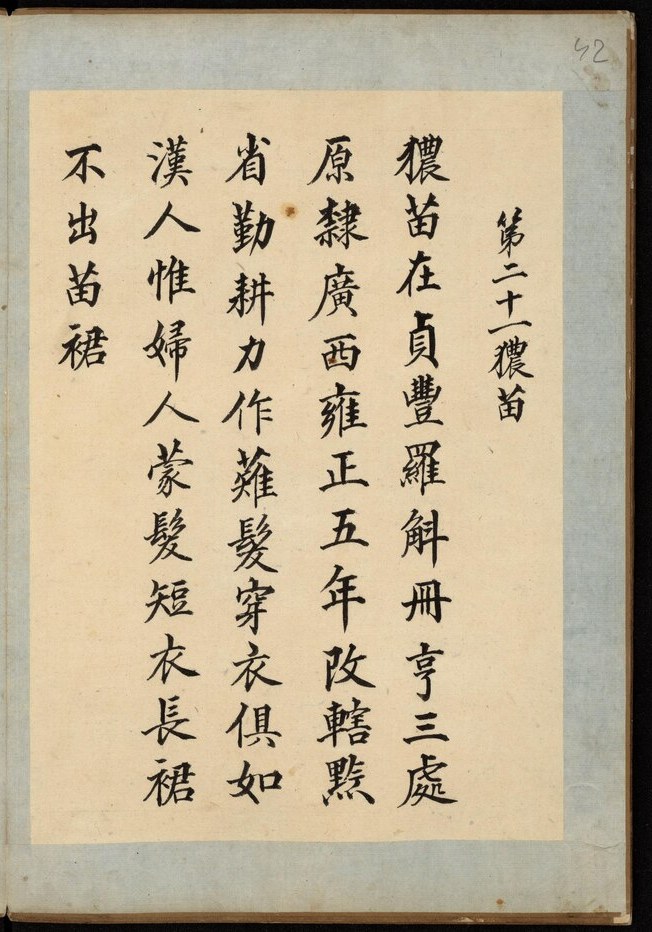 42
第二十一獽苗
獽苗在貞豐羅斛冊亨三處
原隸廣西雍正五年改轄黔
省勤耕力作薙髮穿衣俱如
漢人惟婦人蒙髮短衣長裙
不出苗裙